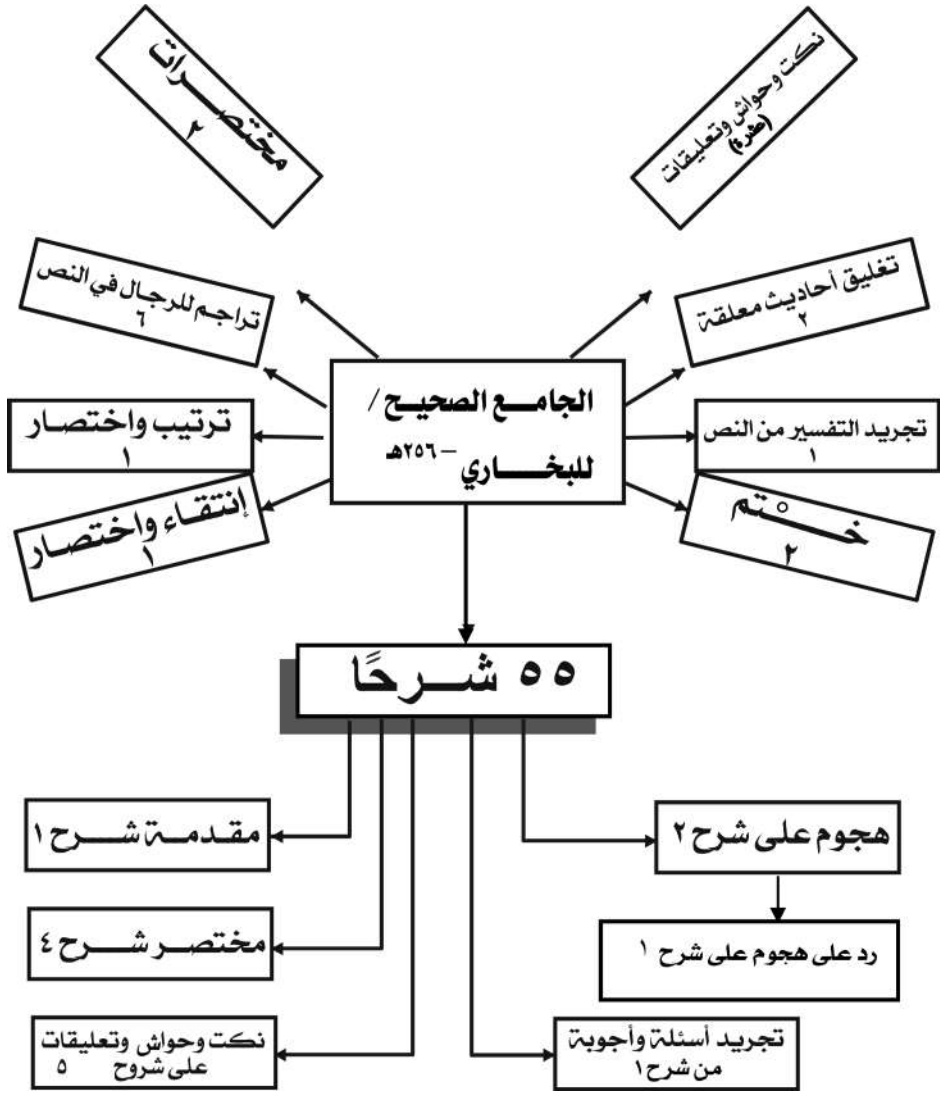 نكت وحواش وتعليقات
(عشرة)
مختصرات
٢
تغليق أحاديث معلقة
٢
تراجم للرجال في النص
٦
الجامع الصحيح /
للبخاري -٢٥٦هـ
تجريد التفسير من النص
١
ترتيب واختصار
١
خْتم
٢
إنتقاء واختصار
١
٥٥ شرحًا
هجوم على شرح ٢
مقدمة شرح ١
رد على هجوم على شرح ١
مختصر شرح ٤
تجريد أسئلة وأجوبة
من شرح ١
نكت وحواش وتعليقات
على شروح ٥